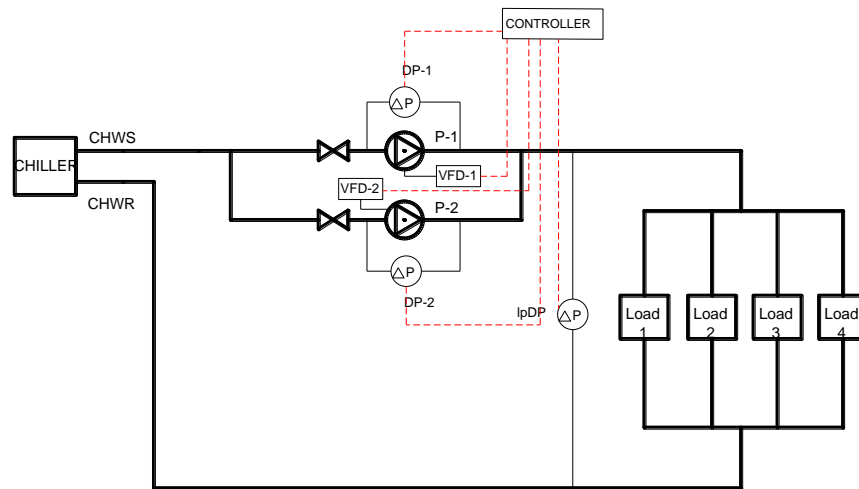 CONTROLLER
DP-1
△P
CHWS
P-1
CHILLER
VFD-1
VFD-2
CHWR
P-2
△P
DP-2
lpDP
△P
Load
1
Load
2
Load
3
Load
4